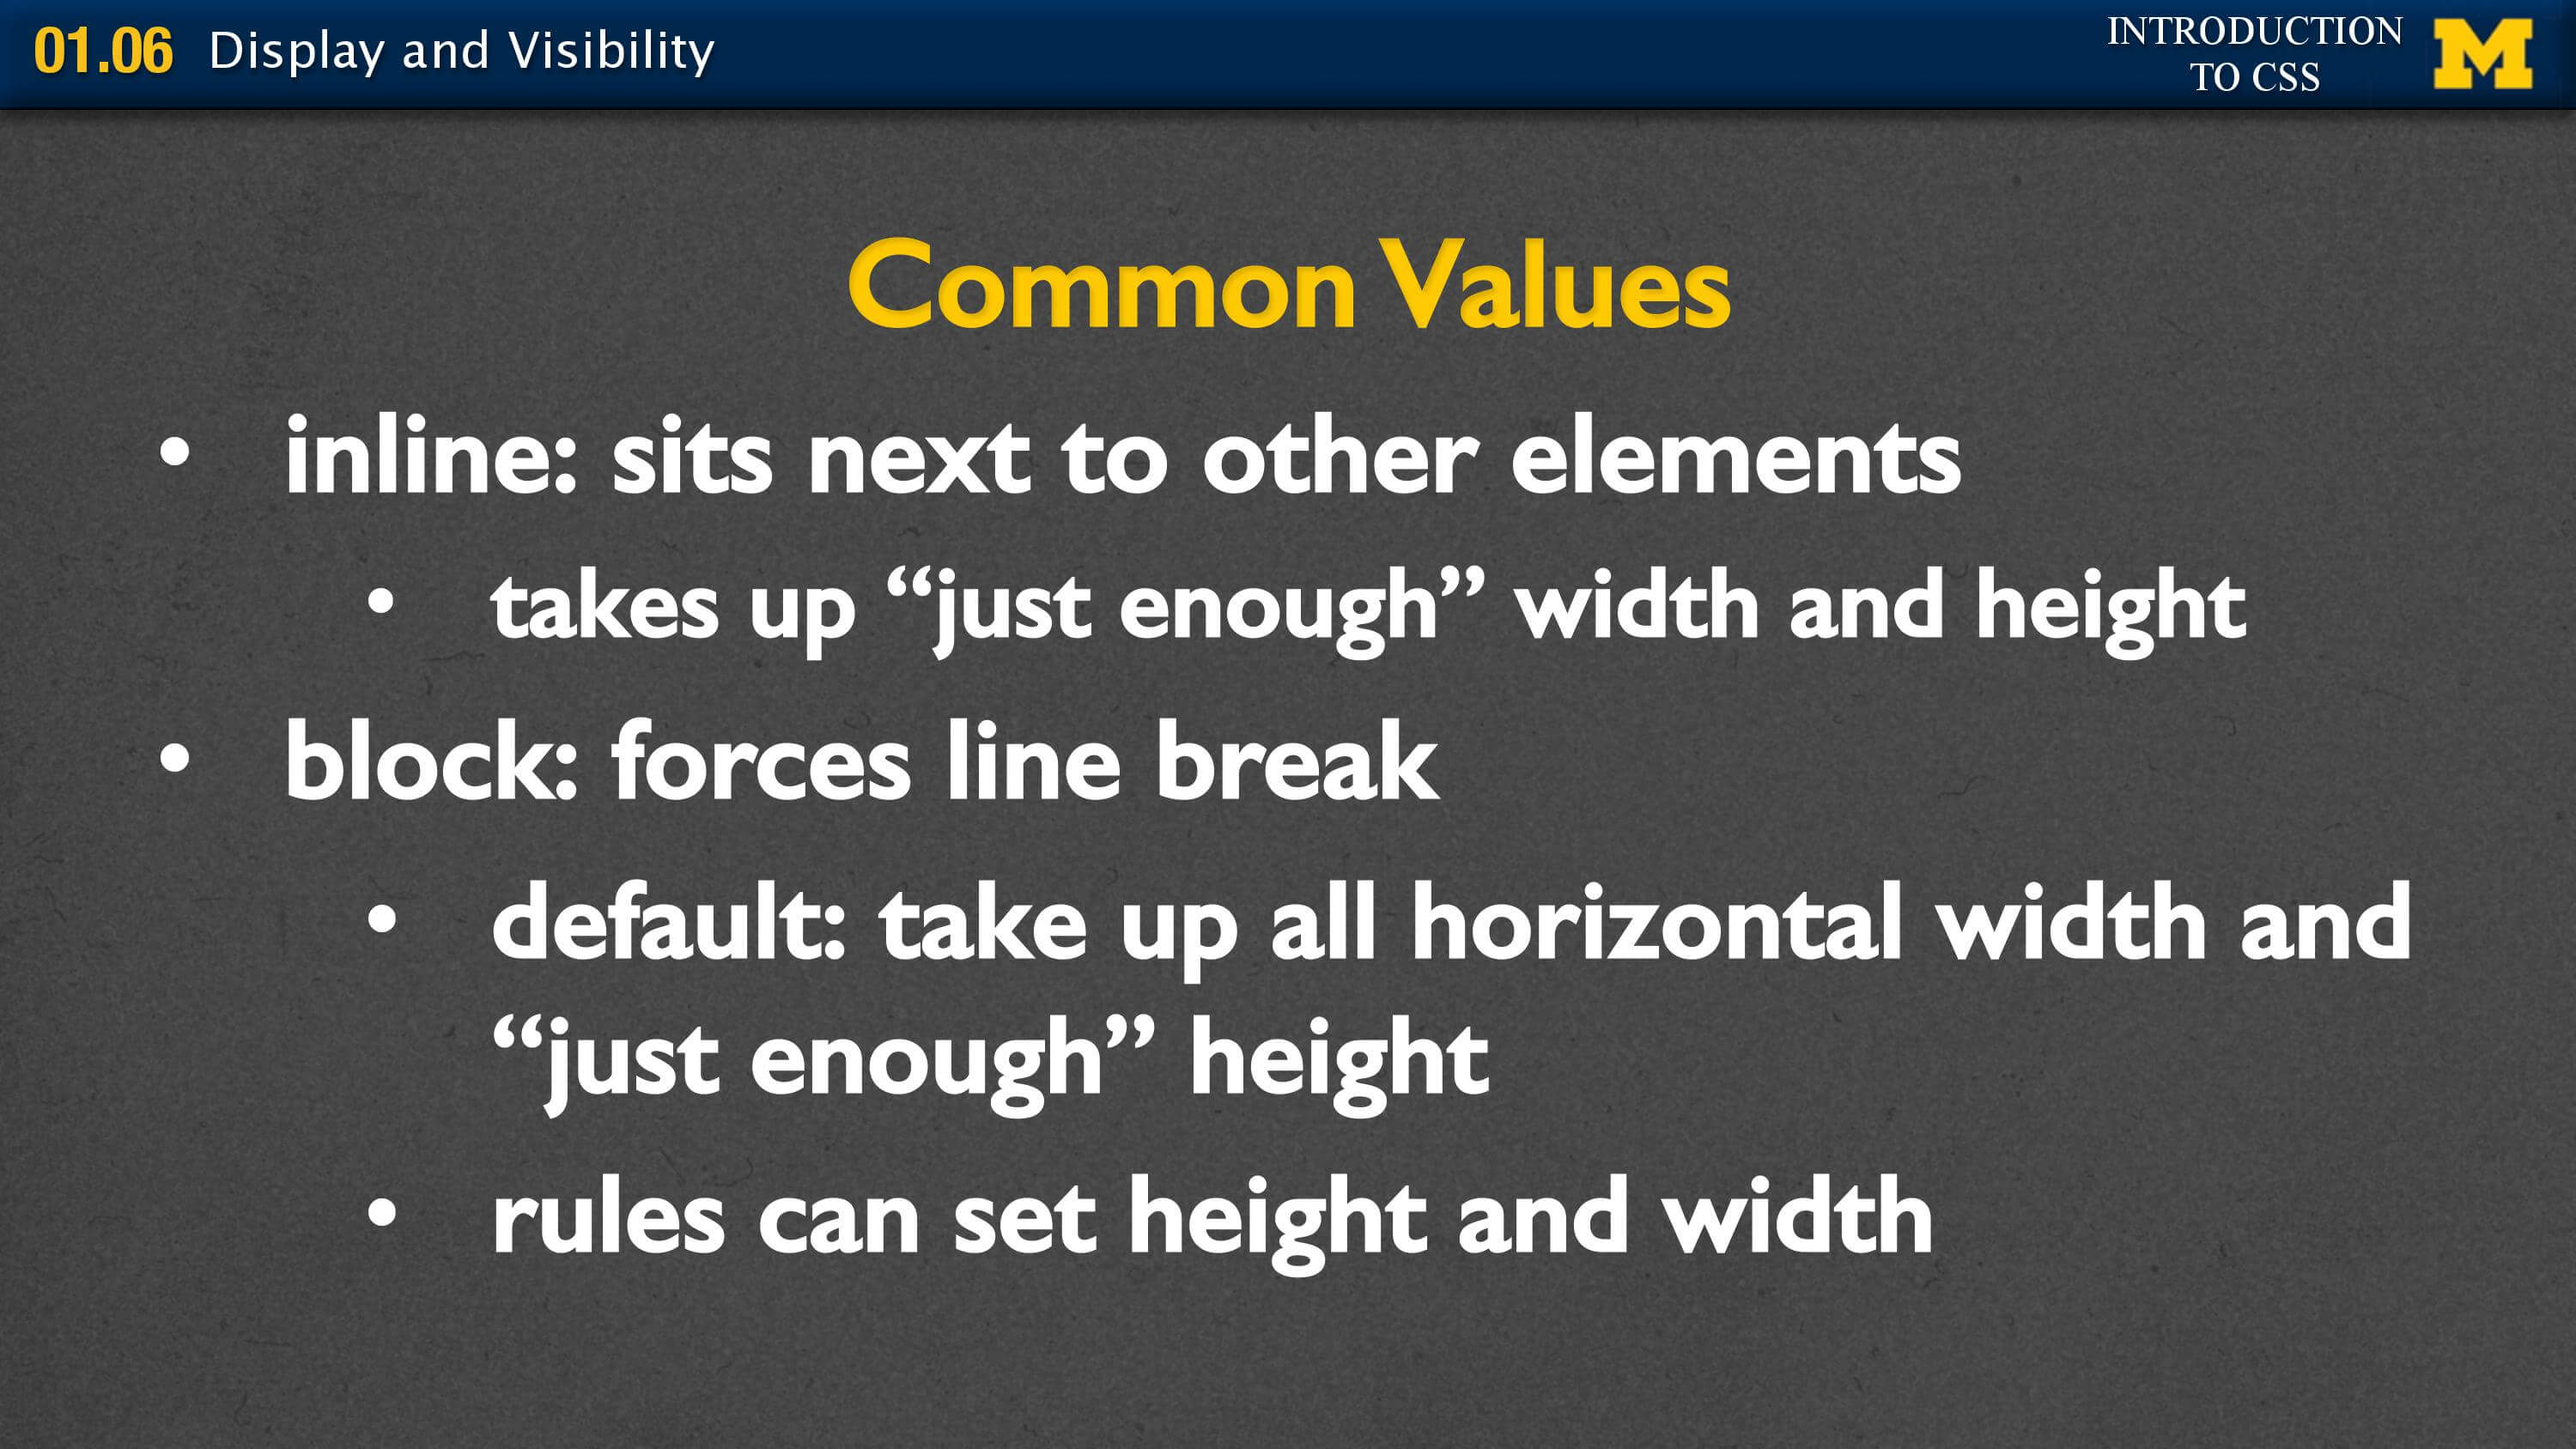 01.06 Display and Visibility
INTRODUCTION
TO CSS
M
Common Values
• inline: sits next to other elements
• takes up “just enough” width and height
• block: forces line break
• default: take up all horizontal width and
“just enough” height
• rules can set height and width